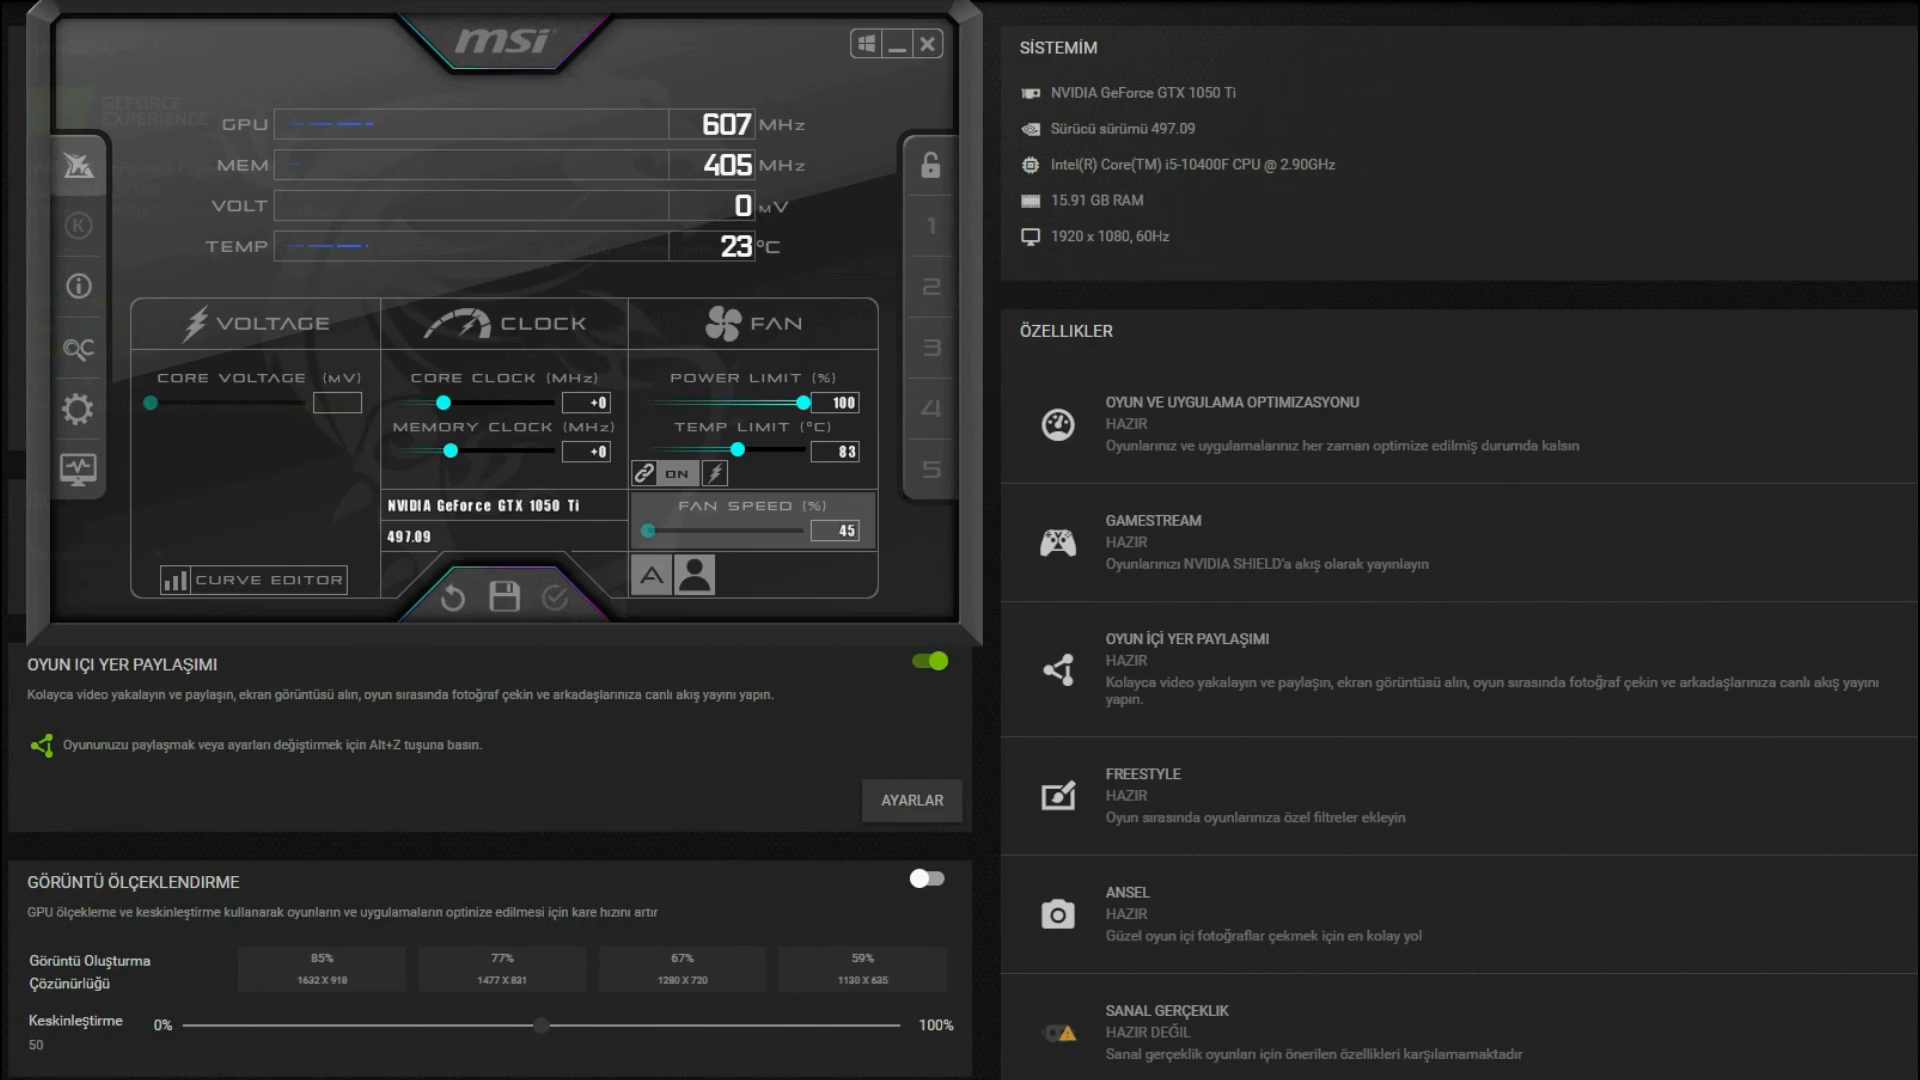 msi
GEFORCE
EXPERIENCE
GPU 607 MHz
MEM 405 MHz
VOLT 0 MV
TEMP 23 °C
K
1
2
3
4
5
VOLTAGE
CLOCK
FAN
CORE VOLTAGE (MV)
CORE CLOCK (MHz)
+0
MEMORY CLOCK (MHz)
+0
POWER LIMIT (%)
100
TEMP LIMIT (°C)
83
ON
FAN SPEED (%)
45
A
NVIDIA GeForce GTX 1050 Ti
497.09
CURVE EDITOR
OYUN IÇI YER PAYLAŞIMI
Kolayca video yakalayın ve paylaşın, ekran görüntüsü alın, oyun sırasında fotoğraf çekin ve arkadaşlarınıza canlı akış yayını yapın.
Oyununuzu paylaşmak veya ayarları değiştirmek için Alt+Z tuşuna basın.
AYARLAR
GÖRÜNTÜ ÖLÇEKLENDIRME
GPU ölçekleme ve keskinleştirme kullanarak oyunların ve uygulamaların optinize edilmesi için kare hızını artır
Görüntü Oluşturma
Çözünürlüğü
85%
1632 X 918
77%
1477 X 831
67%
1280 X 720
59%
1130 X 635
Keskinleştirme
50
0%
100%
SİSTEMİM
NVIDIA GeForce GTX 1050 Ti
Sürücü sürümü 497.09
Intel(R) Core(TM) i5-10400F CPU @ 2.90GHz
15.91 GB RAM
1920 x 1080, 60Hz
ÖZELLIKLER
OYUN VE UYGULAMA OPTIMIZASYONU
HAZIR
Oyunlarınız ve uygulamalarınız her zaman optimize edilmiş durumda kalsın
GAMESTREAM
HAZIR
Oyunlarınızı NVIDIA SHIELD'a akış olarak yayınlayın
OYUN İÇİ YER PAYLAŞIMI
HAZIR
Kolayca video yakalayın ve paylaşın, ekran görüntüsü alın, oyun sırasında fotoğraf çekin ve arkadaşlarınıza canlı akış yayını
yapın.
FREESTYLE
HAZIR
Oyun sırasında oyunlarınıza özel filtreler ekleyin
ANSEL
HAZIR
Güzel oyun içi fotoğraflar çekmek için en kolay yol
SANAL GERÇEKLIK
HAZIR DEĞIL
Sanal gerçeklik oyunları için önerilen özellikleri karşılamamaktadır